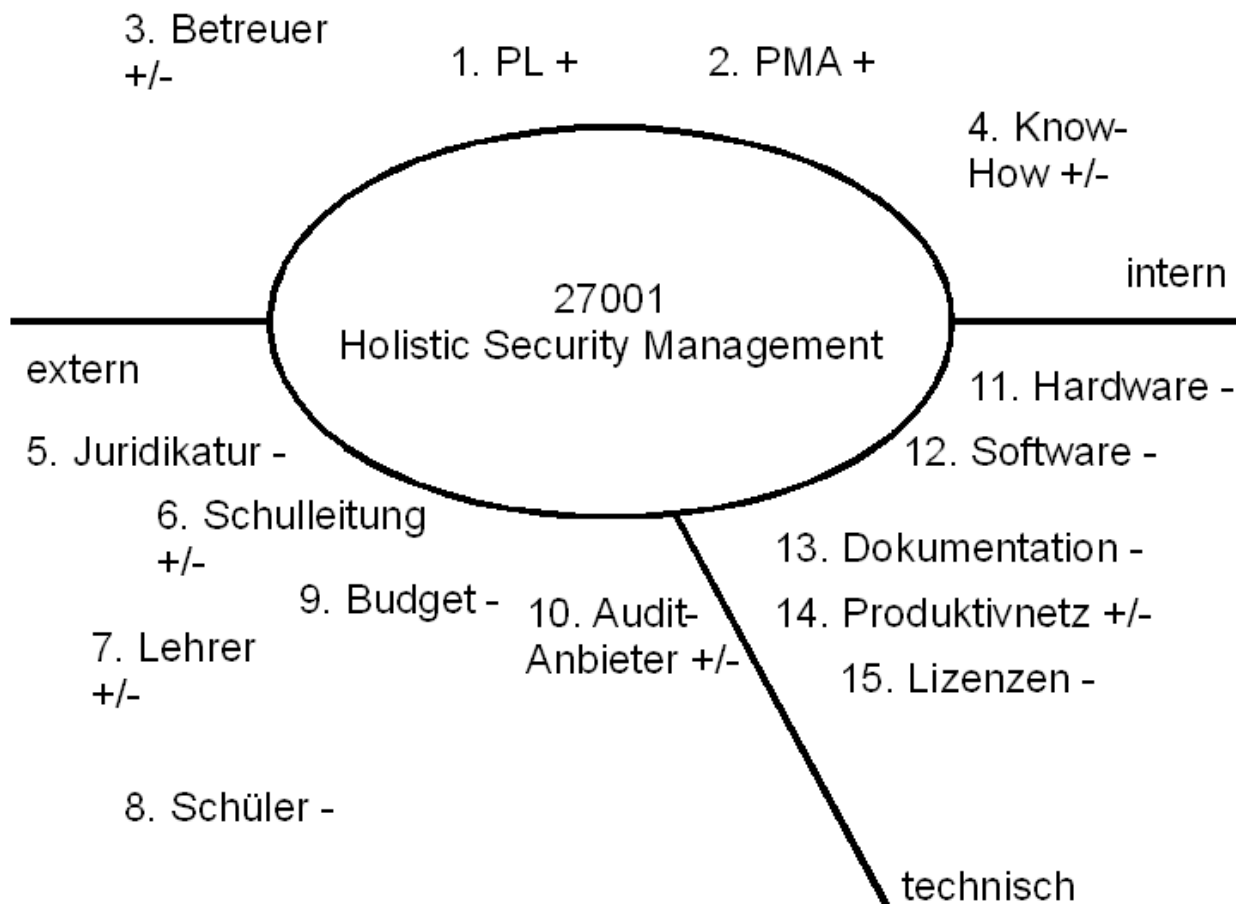 3. Betreuer
+/-
1. PL +
2. PMA +
4. Know-
How +/-
intern
27001
Holistic Security Management
extern
5. Juridikatur -
6. Schulleitung
+/-
7. Lehrer
+/-
8. Schüler -
9. Budget -
10. Audit-
Anbieter +/-
11. Hardware -
12. Software -
13. Dokumentation -
14. Produktivnetz +/-
15. Lizenzen -
technisch